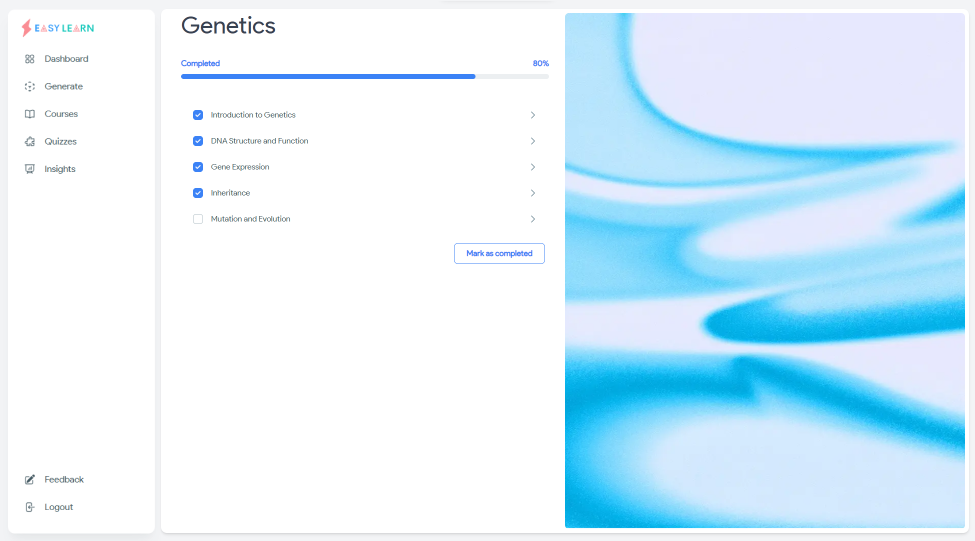 EASY LEARN
Dashboard
Generate
Courses
Quizzes
Insights
Feedback
Logout
Genetics
Completed 80%
Introduction to Genetics
DNA Structure and Function
Gene Expression
Inheritance
Mutation and Evolution
Mark as completed